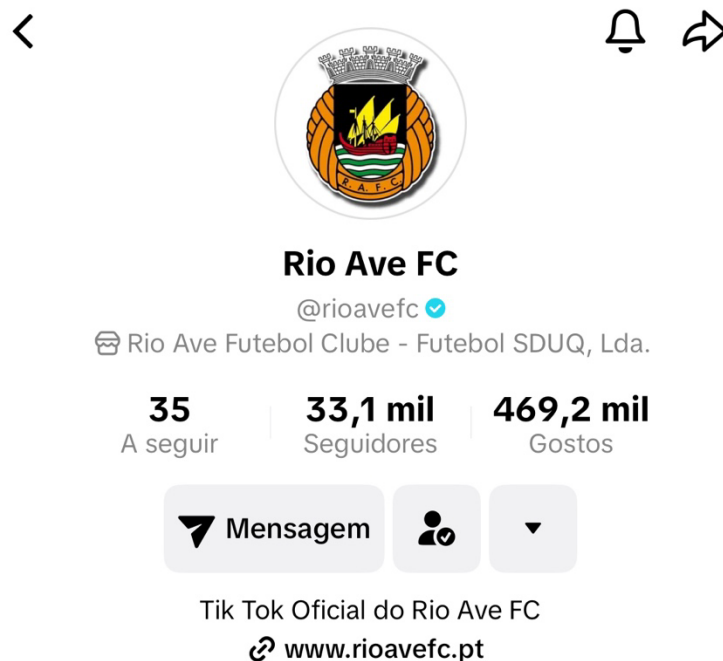 R. A. F. C.
Rio Ave FC
@rioavefc
Rio Ave Futebol Clube - Futebol SDUQ, Lda.
35 33,1 mil 469,2 mil
A seguir Seguidores Gostos
Mensagem
Tik Tok Oficial do Rio Ave FC
www.rioavefc.pt